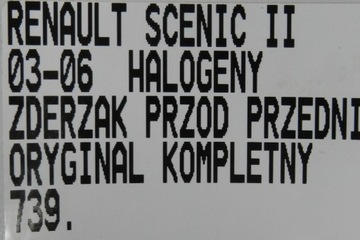 RENAULT SCENIC II
03-06 HALOGENY
ZDERZAK PRZOD PRZEDNI
ORYGINAL KOMPLETNY
739.